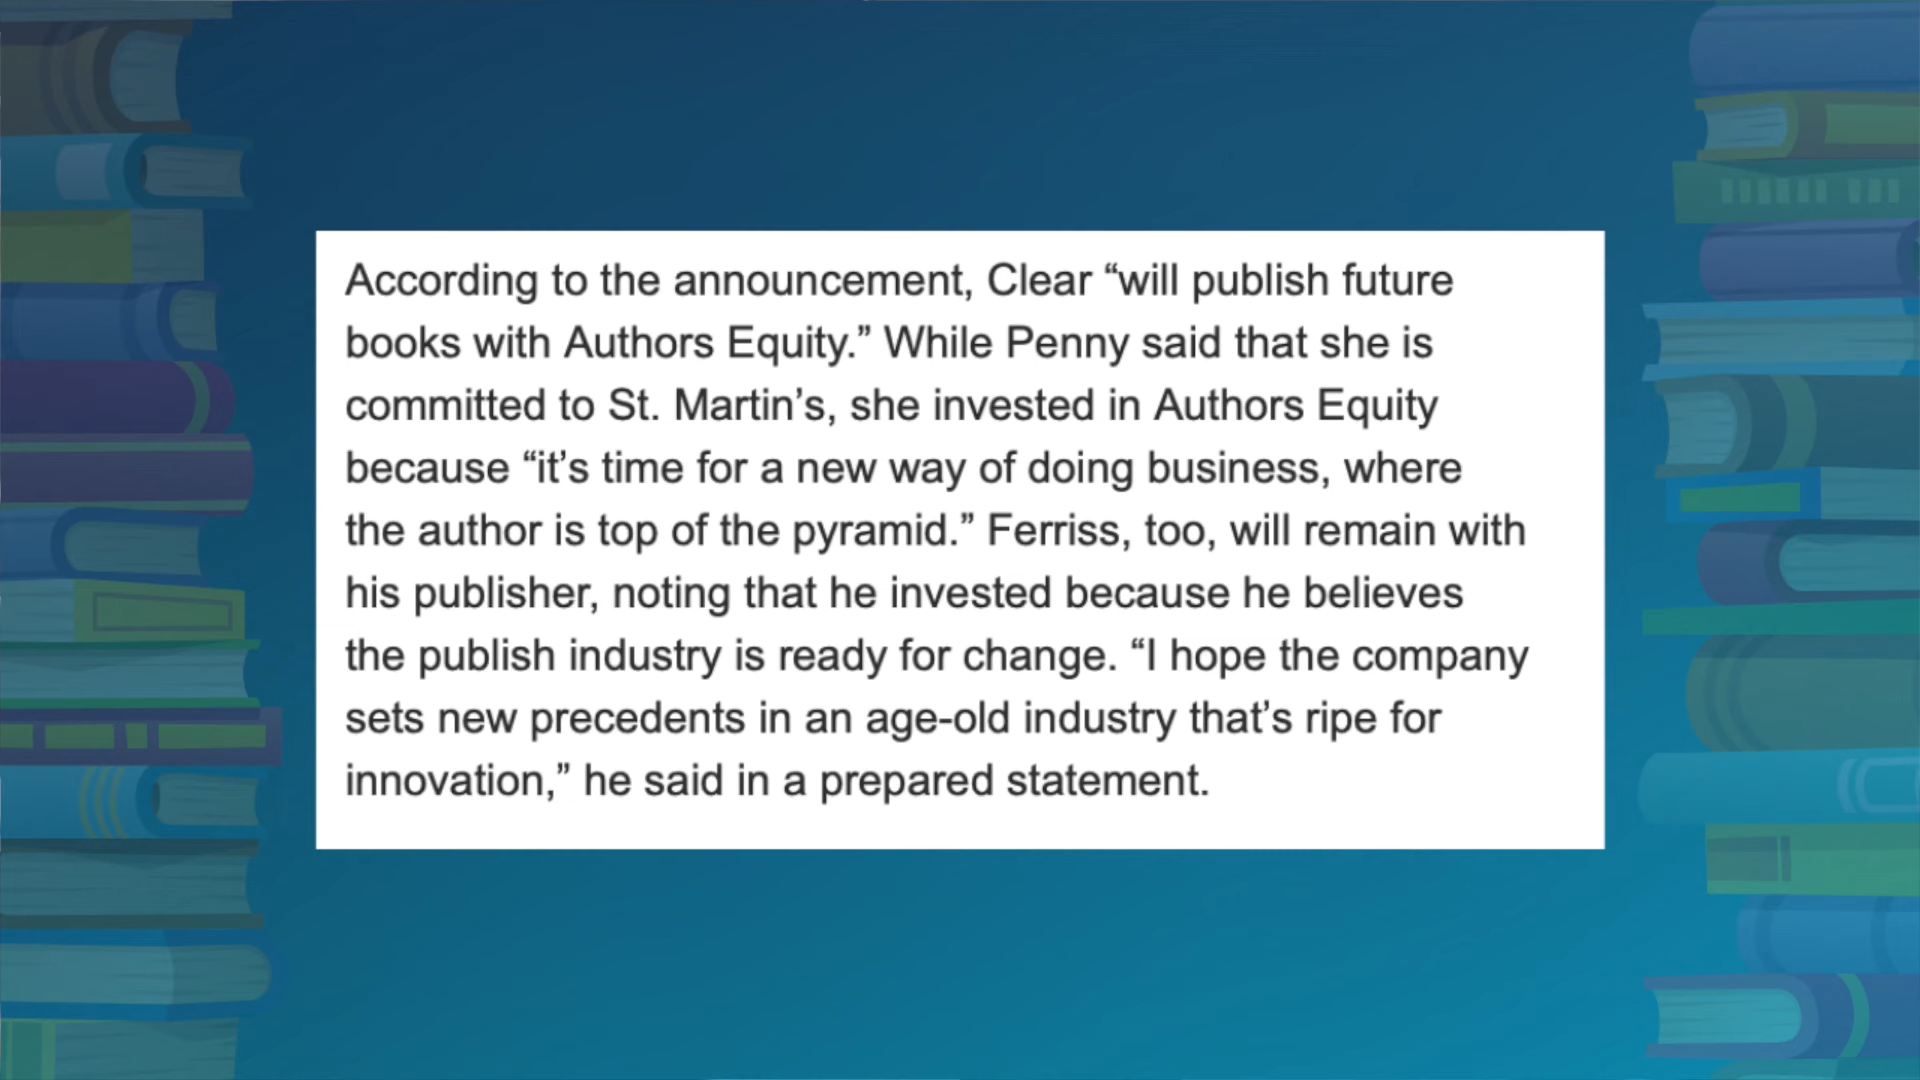 According to the announcement, Clear “will publish future
books with Authors Equity.” While Penny said that she is
committed to St. Martin’s, she invested in Authors Equity
because “it’s time for a new way of doing business, where
the author is top of the pyramid.” Ferriss, too, will remain with
his publisher, noting that he invested because he believes
the publish industry is ready for change. “I hope the company
sets new precedents in an age-old industry that’s ripe for
innovation,” he said in a prepared statement.